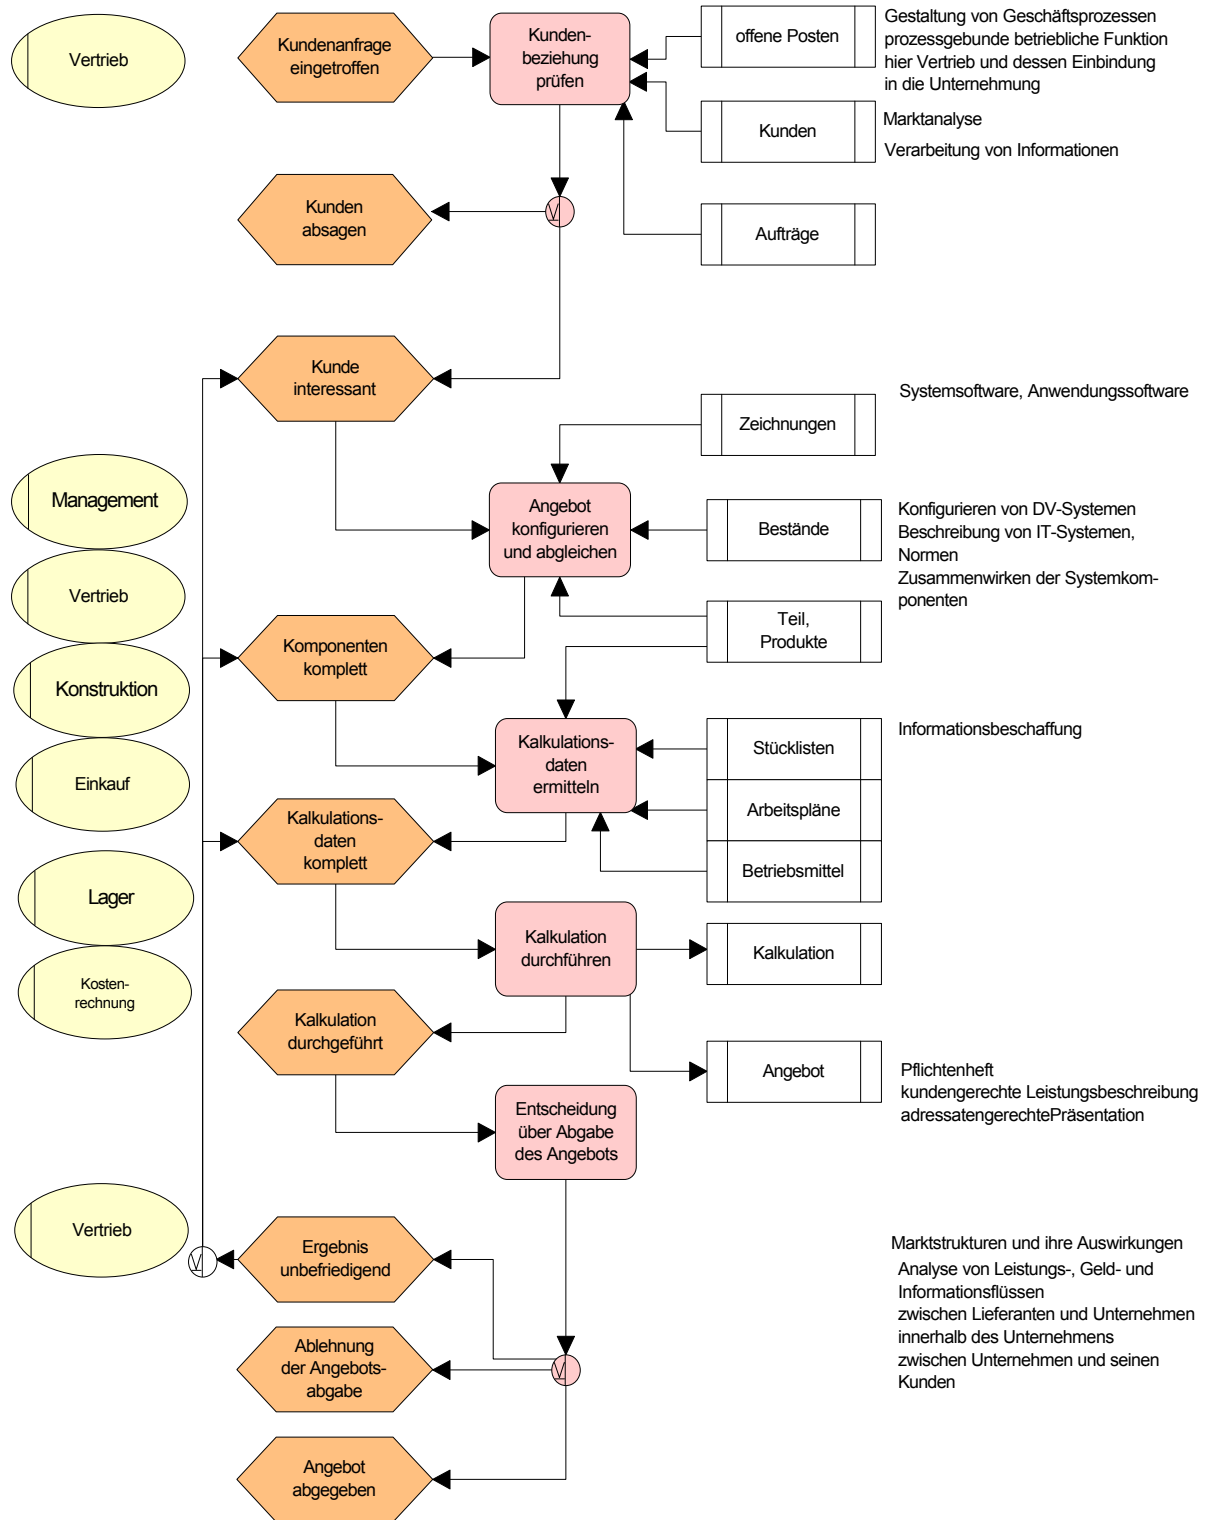 Vertrieb
Kundenanfrage
eingetroffen
Kunden-
beziehung
prüfen
offene Posten
Gestaltung von Geschäftsprozessen
prozessgebunde betriebliche Funktion
hier Vertrieb und dessen Einbindung
in die Unternehmung
Kunden
Marktanalyse
Verarbeitung von Informationen
Kunden
absagen
V
Aufträge
Kunde
interessant
Systemsoftware, Anwendungssoftware
Zeichnungen
Management
Angebot
konfigurieren
und abgleichen
Bestände
Konfigurieren von DV-Systemen
Beschreibung von IT-Systemen,
Normen
Zusammenwirken der Systemkom-
ponenten
Vertrieb
Teil,
Produkte
Komponenten
komplett
Konstruktion
Kalkulations-
daten
ermitteln
Stücklisten
Informationsbeschaffung
Einkauf
Arbeitspläne
Kalkulations-
daten
komplett
Betriebsmittel
Lager
Kalkulation
durchführen
Kalkulation
Kosten-
rechnung
Kalkulation
durchgeführt
Angebot
Pflichtenheft
kundengerechte Leistungsbeschreibung
adressatengerechtePräsentation
Entscheidung
über Abgabe
des Angebots
Vertrieb
V
Ergebnis
unbefriedigend
Marktstrukturen und ihre Auswirkungen
Analyse von Leistungs-, Geld- und
Informationsflüssen
zwischen Lieferanten und Unternehmen
innerhalb des Unternehmens
zwischen Unternehmen und seinen
Kunden
Ablehnung
der Angebots-
abgabe
V
Angebot
abgegeben